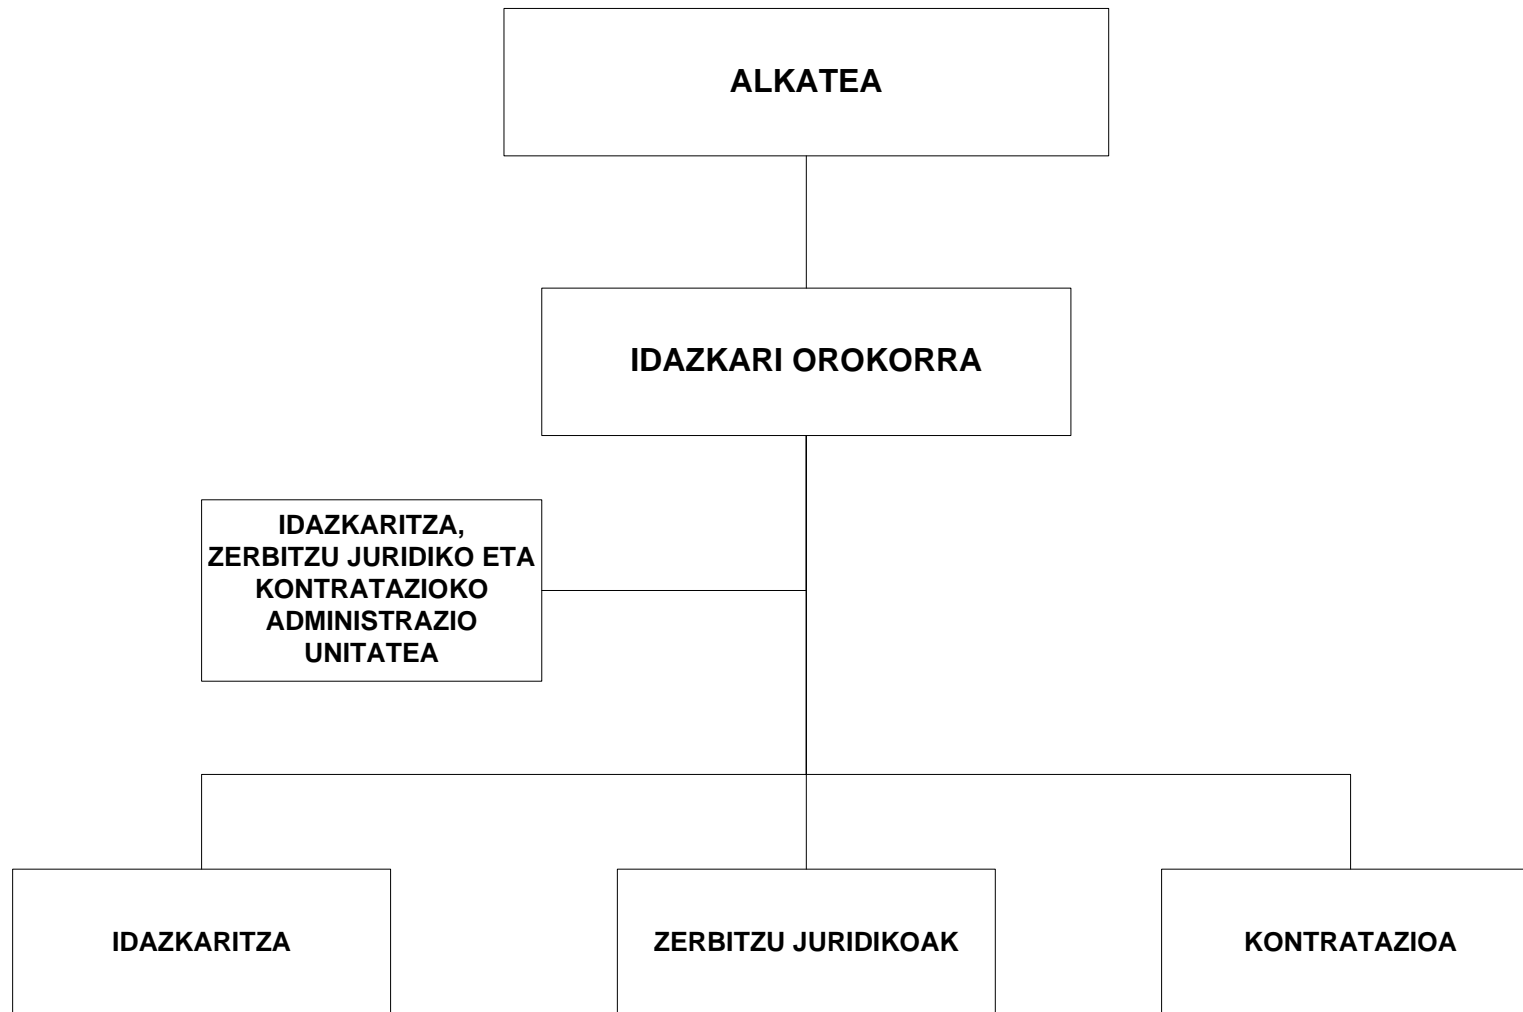 ALKATEA
IDAZKARI OROKORRA
IDAZKARITZA,
ZERBITZU JURIDIKO ETA
KONTRATAZIOKO
ADMINISTRAZIO
UNITATEA
IDAZKARITZA
ZERBITZU JURIDIKOAK
KONTRATAZIOA